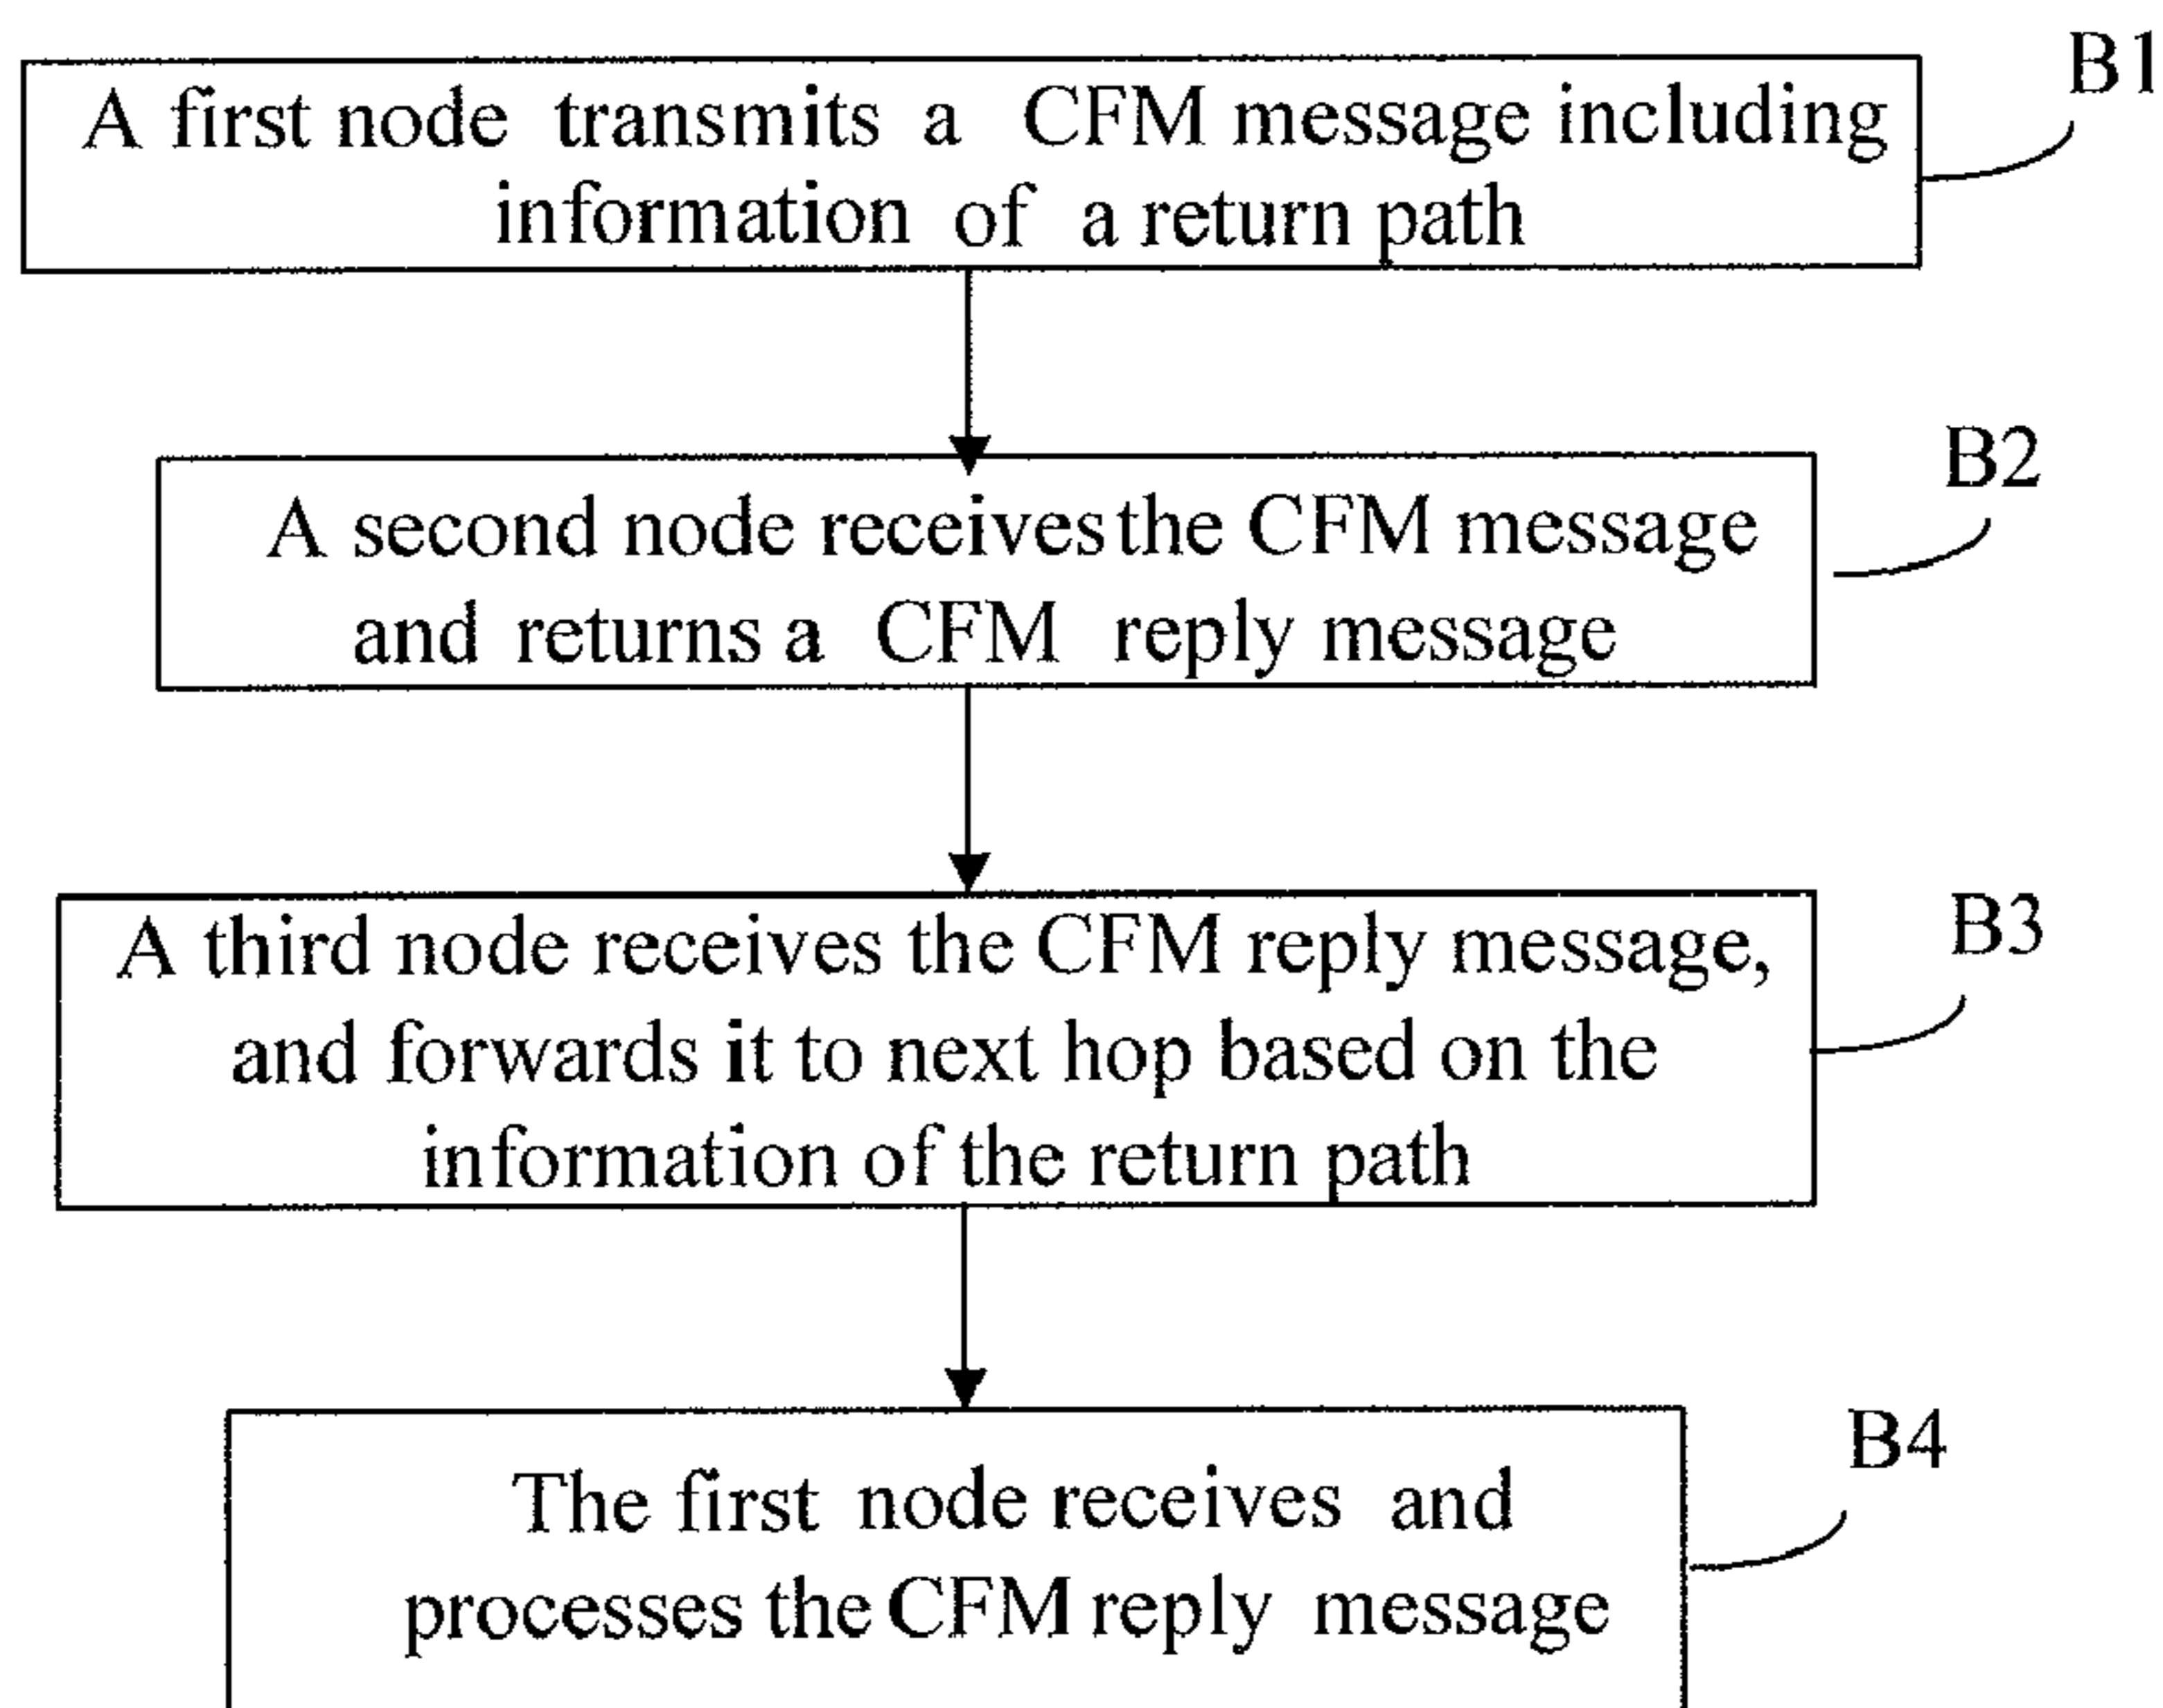 B1
A first node transmits a CFM message including
information of a return path
B2
A second node receives the CFM message
and returns a CFM reply message
B3
A third node receives the CFM reply message,
and forwards it to next hop based on the
information of the return path
B4
The first node receives and
processes the CFM reply message